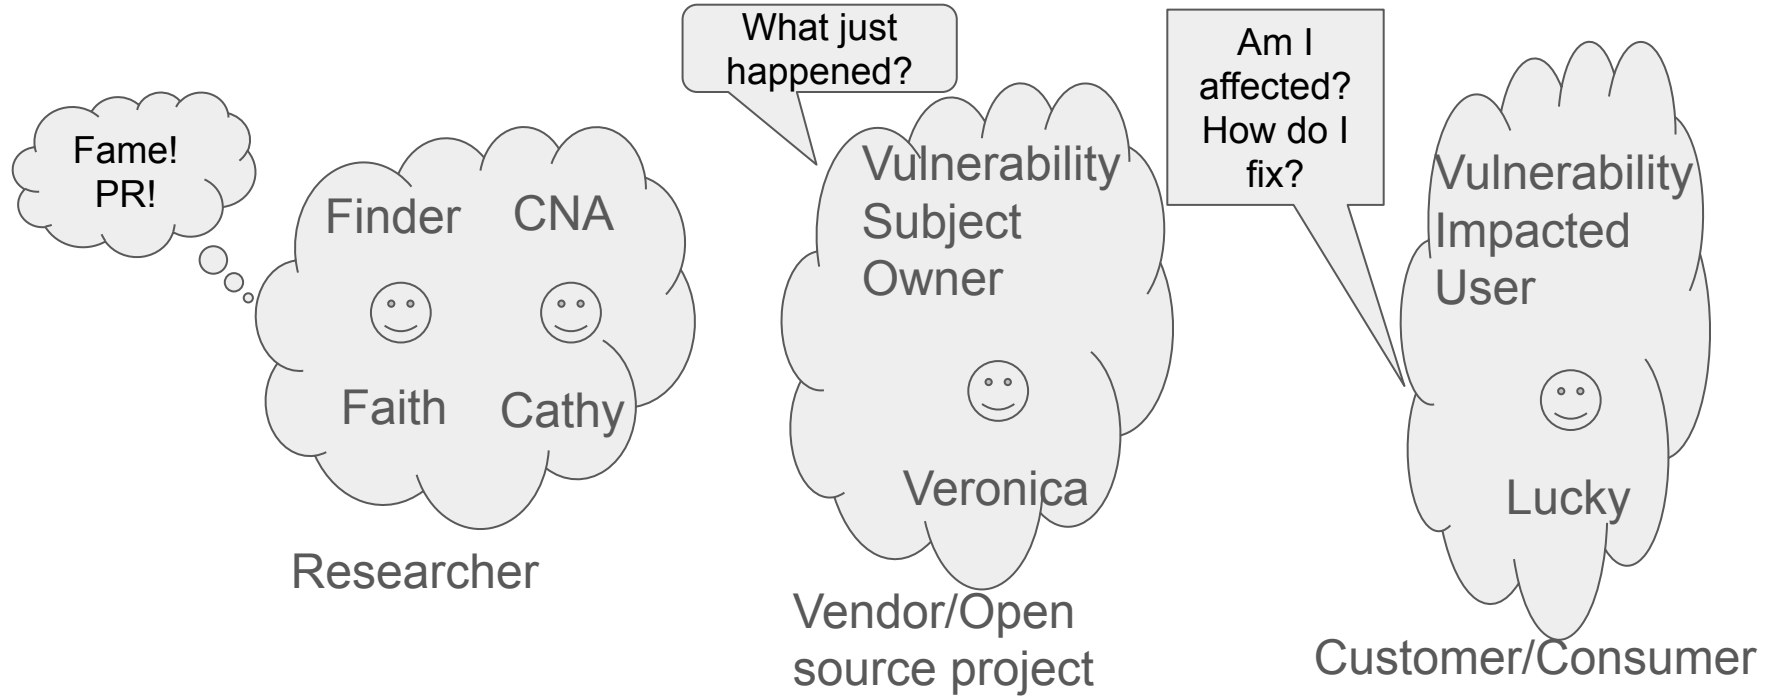 Fame!
PR!
Finder
CNA
Faith
Cathy
Researcher
What just
happened?
Vulnerability
Subject
Owner
Veronica
Vendor/Open
source project
Am I
affected?
How do I
fix?
Vulnerability
Impacted
User
Lucky
Customer/Consumer